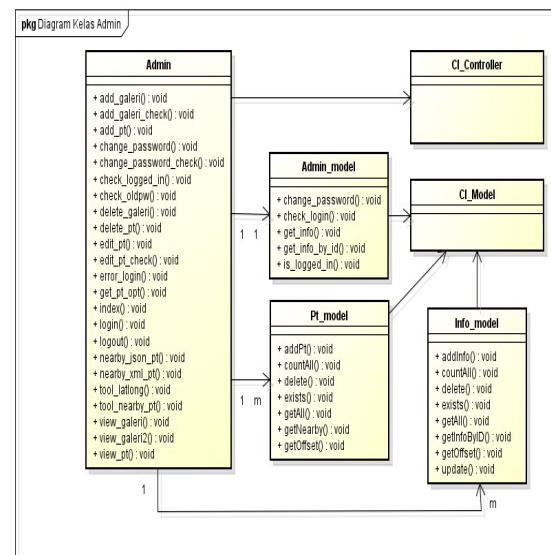 pkg Diagram Kelas Admin
Admin
+ add_galeri() : void
+ add_galeri_check() : void
+ add_pt() : void
+ change_password() : void
+ change_password_check() : void
+ check_logged_in() : void
+ check_oldpw() : void
+ delete_galeri() : void
+ delete_pt() : void
+ edit_pt() : void
+ edit_pt_check() : void
+ error_login() : void
+ get_pt_opt() : void
+ index() : void
+ login() : void
+ logout() : void
+ nearby_json_pt() : void
+ nearby_xml_pt() : void
+ tool_latlong() : void
+ tool_nearby_pt() : void
+ view_galeri() : void
+ view_galeri2() : void
+ view_pt() : void
CI_Controller
Admin_model
+ change_password() : void
+ check_login() : void
+ get_info() : void
+ get_info_by_id() : void
+ is_logged_in() : void
1 1
CI_Model
Pt_model
+ addPt() : void
+ countAll() : void
+ delete() : void
+ exists() : void
+ getAll() : void
+ getNearby() : void
+ getOffset() : void
1 m
Info_model
+ addInfo() : void
+ countAll() : void
+ delete() : void
+ exists() : void
+ getAll() : void
+ getInfoByID() : void
+ getOffset() : void
+ update() : void
1
m